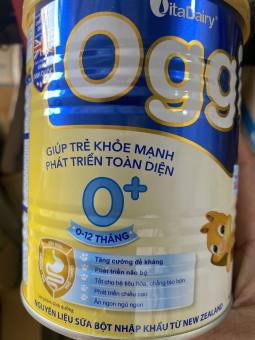 VitaDairy®
Ogg
GIÚP TRẺ KHỎE MẠNH
PHÁT TRIỂN TOÀN DIỆN
0+
0-12 THÁNG
Tăng cường đề kháng
Phát triển não bộ
Tốt cho hệ tiêu hóa, chống táo bón
Phát triển chiều cao
Ăn ngon ngủ ngon
NGUYÊN LIỆU SỮA BỘT NHẬP KHẨU TỪ NEW ZEALAND